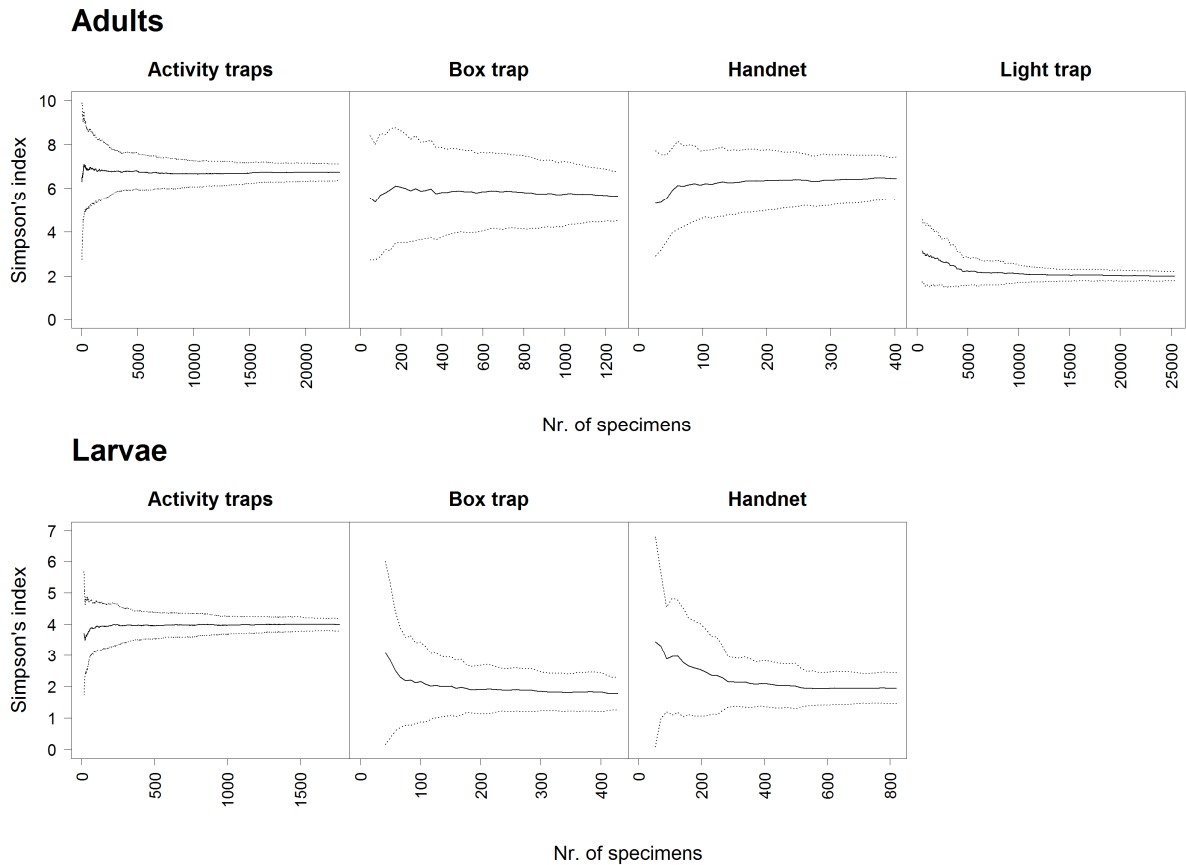 Adults
Activity traps Box trap Handnet Light trap
Simpson's index
10
8
6
4
2
0
0 5000 10000 15000 20000 0 200 400 600 800 1000 1200 0 100 200 300 400 0 5000 10000 15000 20000 25000
Nr. of specimens
Larvae
Activity traps Box trap Handnet
Simpson's index
7
6
5
4
3
2
1
0
0 500 1000 1500 0 100 200 300 400 0 200 400 600 800
Nr. of specimens